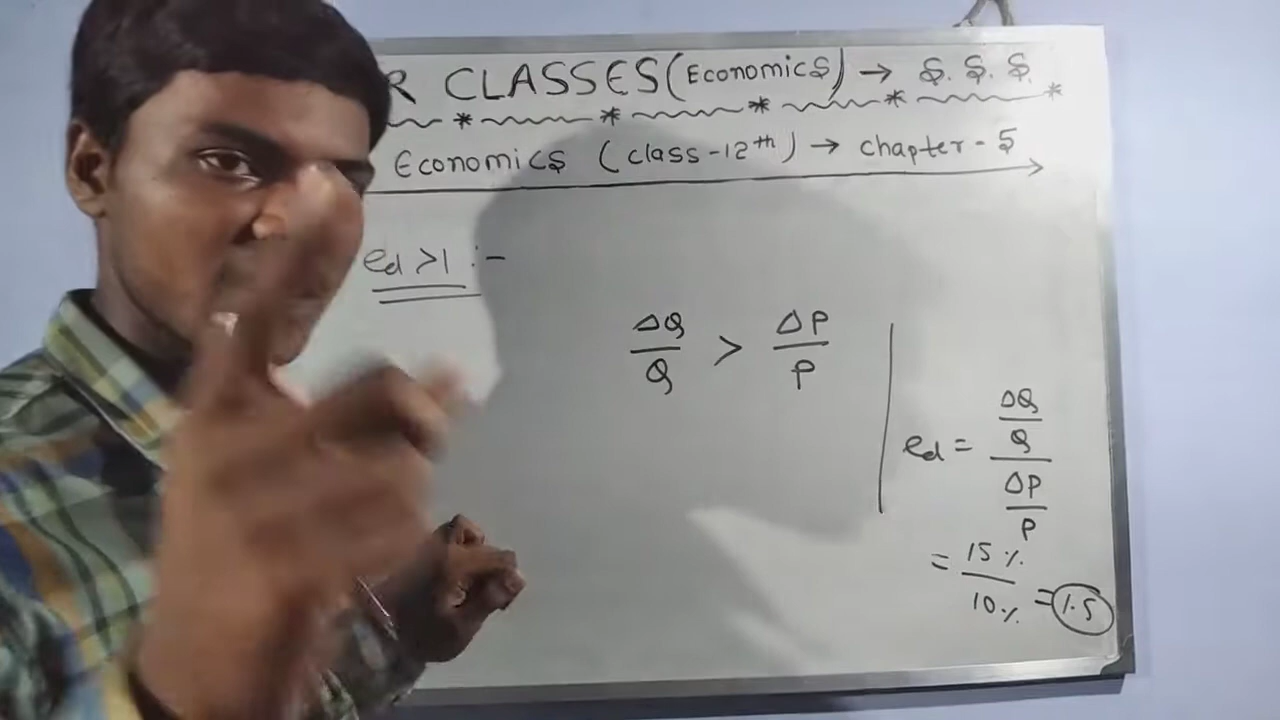 R CLASSES (Economics) → S. S. S.
Economics (class-12th) → chapter-5
ed >1 :-
ΔQ/Q > ΔP/P
ed = ΔQ/Q / ΔP/P
= 15% / 10% = 1.5